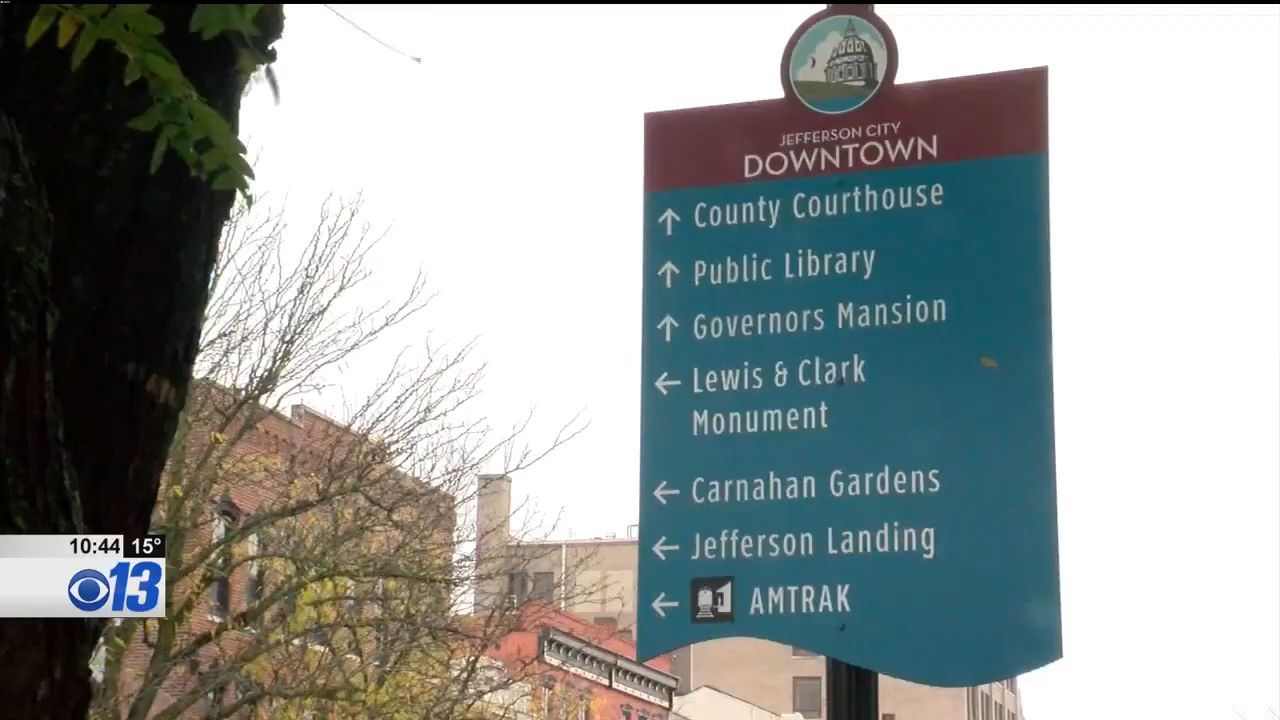 JEFFERSON CITY
DOWNTOWN
↑ County Courthouse
↑ Public Library
↑ Governors Mansion
← Lewis & Clark
Monument
← Carnahan Gardens
← Jefferson Landing
← AMTRAK
10:44 15°
13